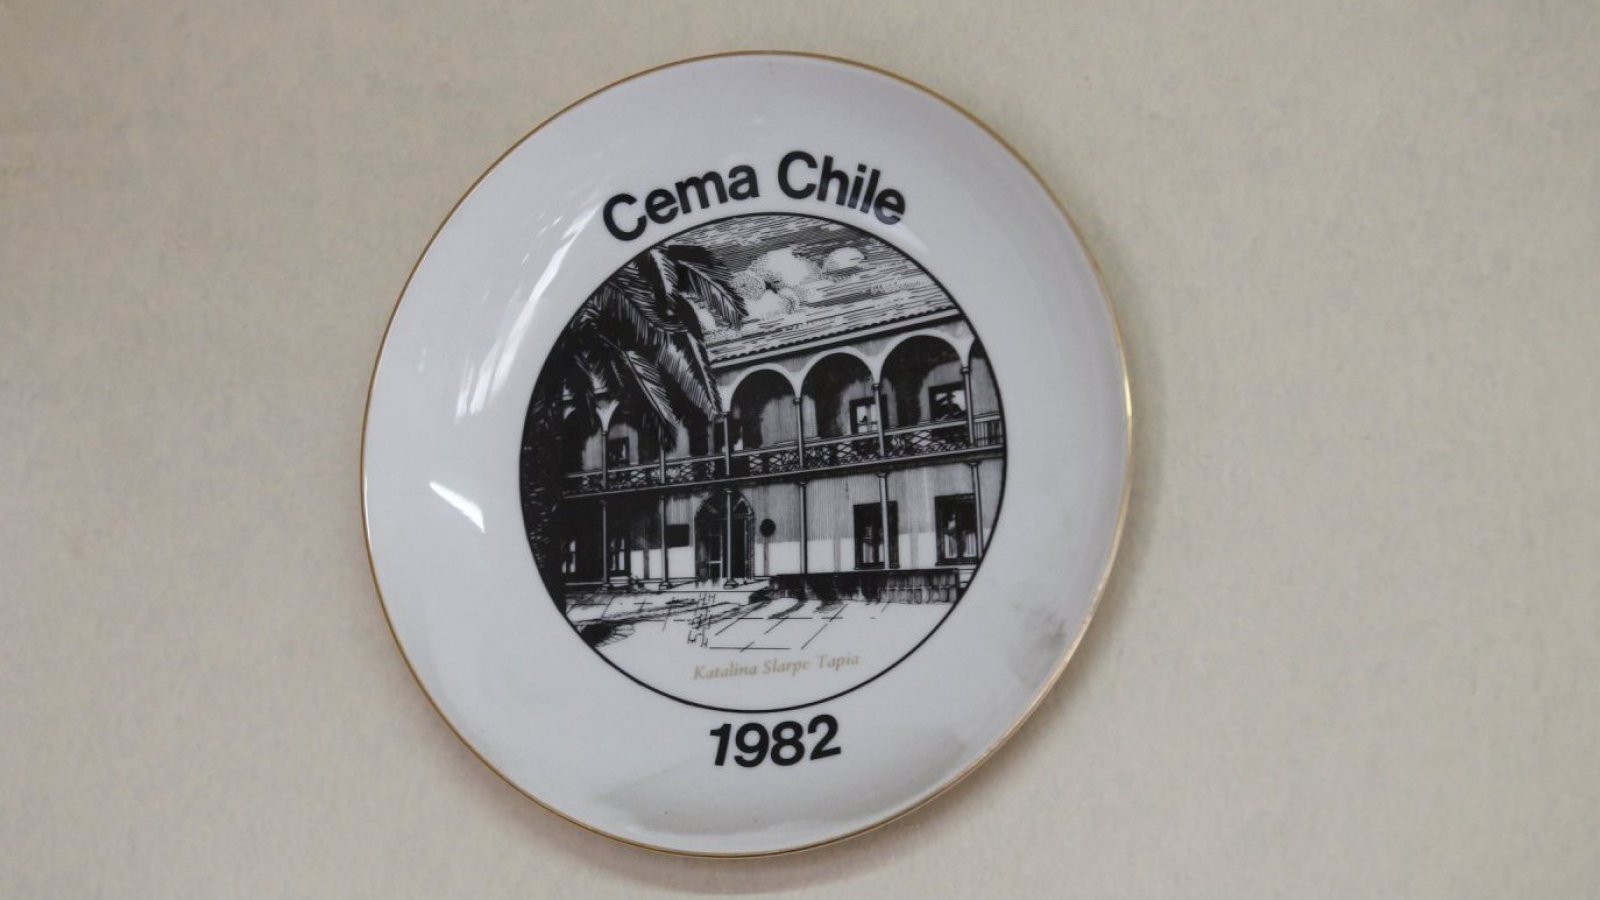 Cema Chile
Katalina Slarpe Tapia
1982